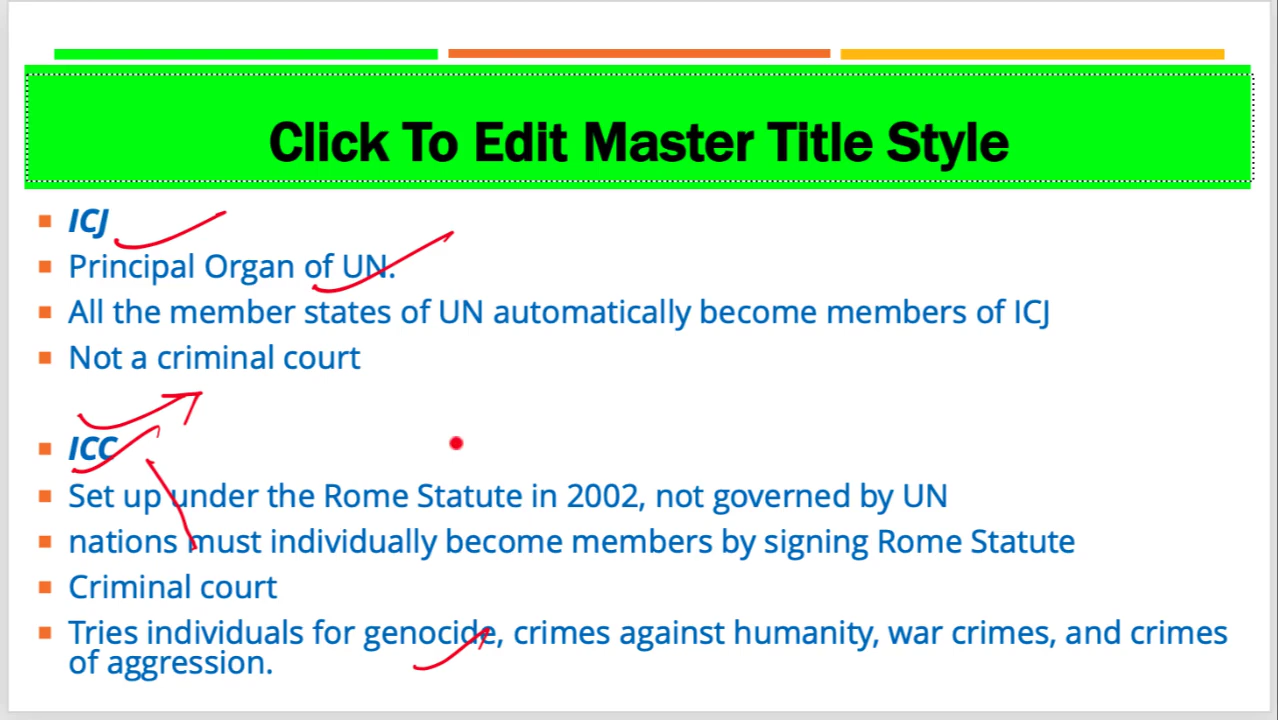 Click To Edit Master Title Style
ICJ
Principal Organ of UN.
All the member states of UN automatically become members of ICJ
Not a criminal court
ICC
Set up under the Rome Statute in 2002, not governed by UN
nations must individually become members by signing Rome Statute
Criminal court
Tries individuals for genocide, crimes against humanity, war crimes, and crimes
of aggression.